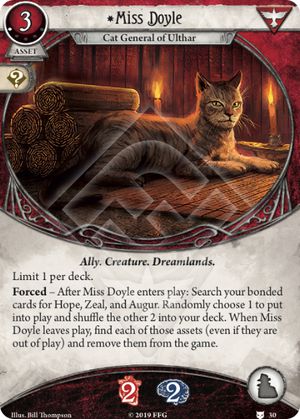 3
*Miss Doyle
ASSET
Cat General of Ulthar
?
Ally. Creature. Dreamlands.
Limit 1 per deck.
Forced – After Miss Doyle enters play: Search your bonded
cards for Hope, Zeal, and Augur. Randomly choose 1 to put
into play and shuffle the other 2 into your deck. When Miss
Doyle leaves play, find each of those assets (even if they are
out of play) and remove them from the game.
2 2
Illus. Bill Thompson © 2019 FFG 30